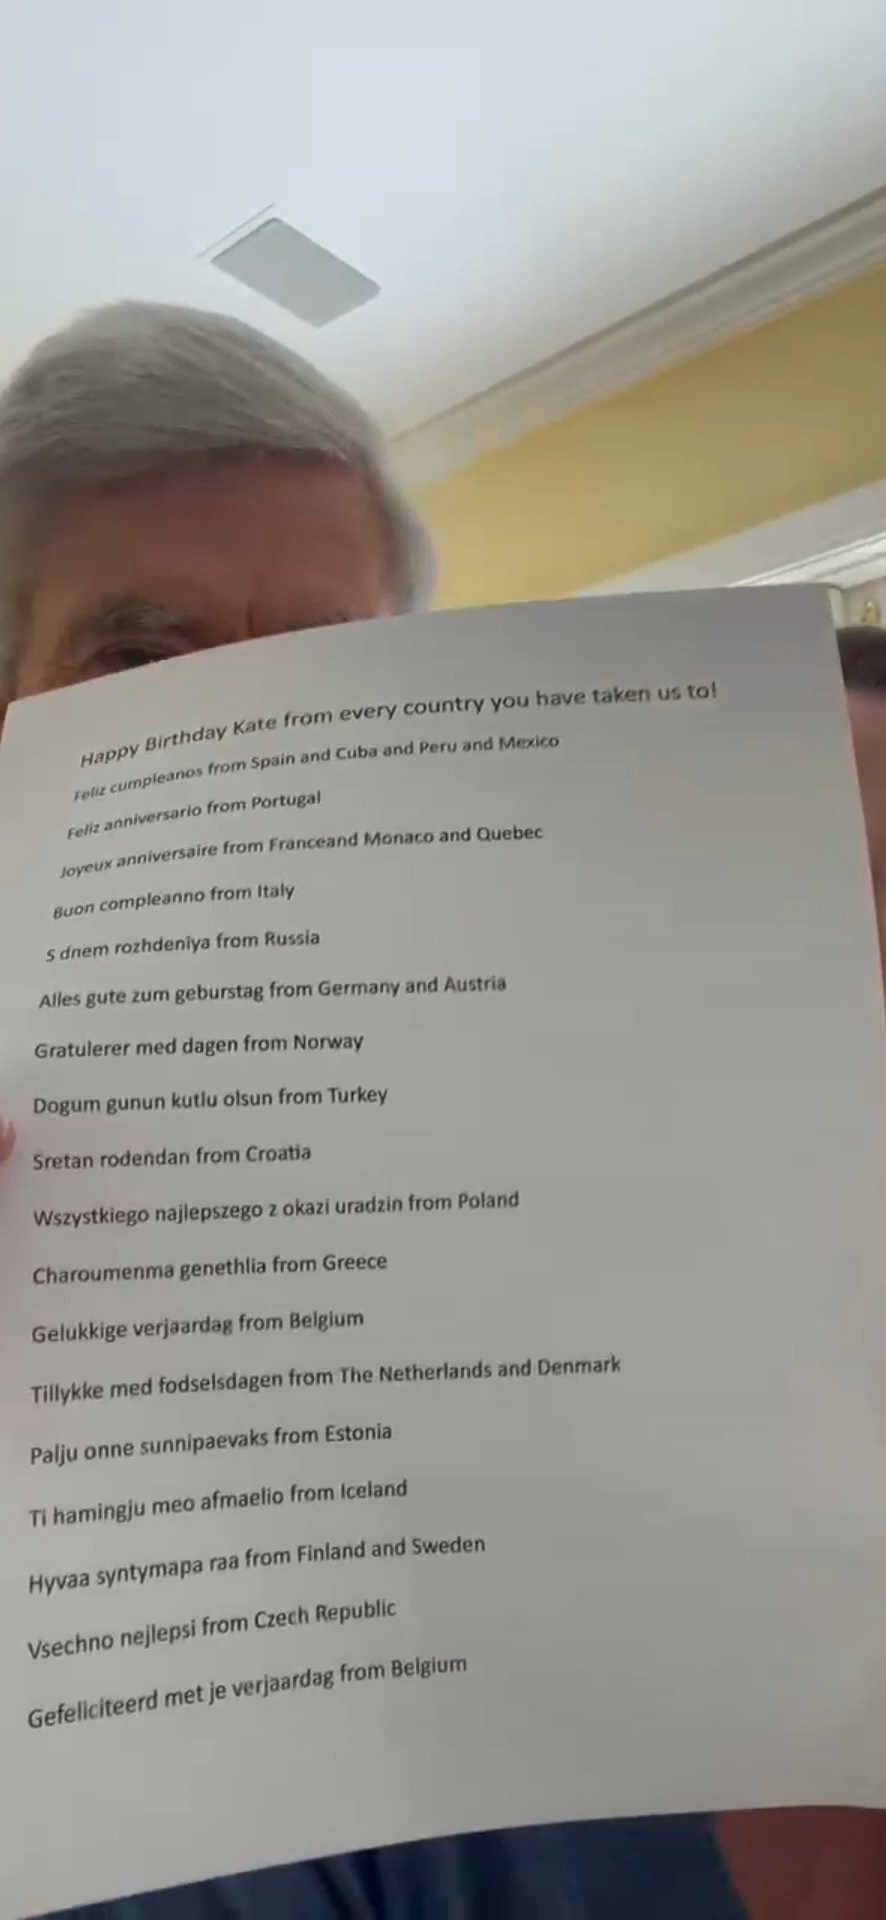 Happy Birthday Kate from every country you have taken us to!
Feliz cumpleanos from Spain and Cuba and Peru and Mexico
Feliz anniversario from Portugal
Joyeux anniversaire from Franceand Monaco and Quebec
Buon compleanno from Italy
S dnem rozhdeniya from Russia
Alles gute zum geburstag from Germany and Austria
Gratulerer med dagen from Norway
Dogum gunun kutlu olsun from Turkey
Sretan rodendan from Croatia
Wszystkiego najlepszego z okazi uradzin from Poland
Charoumenma genethlia from Greece
Gelukkige verjaardag from Belgium
Tillykke med fodselsdagen from The Netherlands and Denmark
Palju onne sunnipaevaks from Estonia
Ti hamingju meo afmaelio from Iceland
Hyvaa syntymapa raa from Finland and Sweden
Vsechno nejlepsi from Czech Republic
Gefeliciteerd met je verjaardag from Belgium